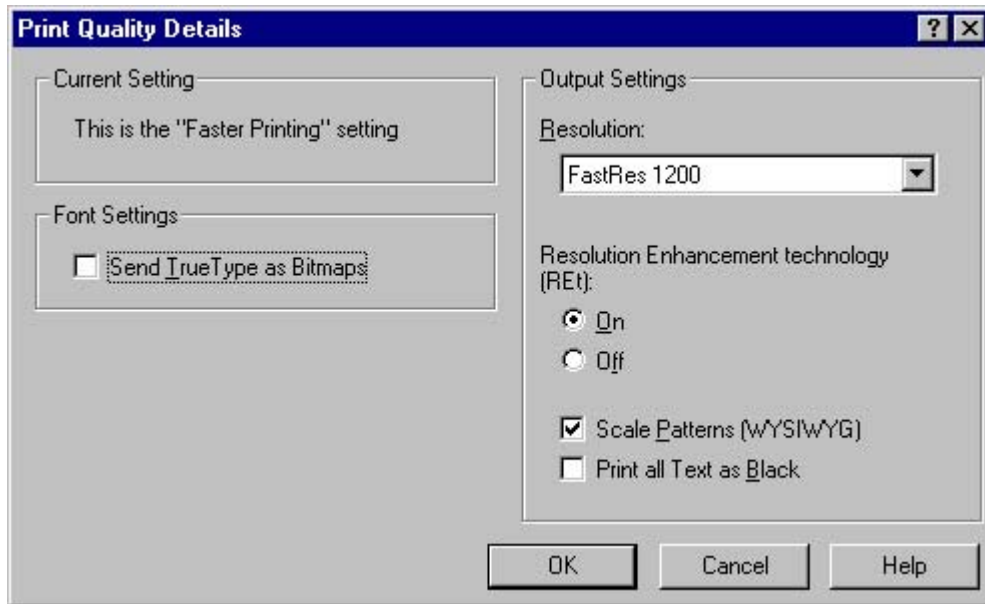 Print Quality Details
Current Setting
This is the "Faster Printing" setting
Font Settings
Send TrueType as Bitmaps
Output Settings
Resolution:
FastRes 1200
Resolution Enhancement technology
(REt):
On
Off
Scale Patterns (WYSIWYG)
Print all Text as Black
OK
Cancel
Help